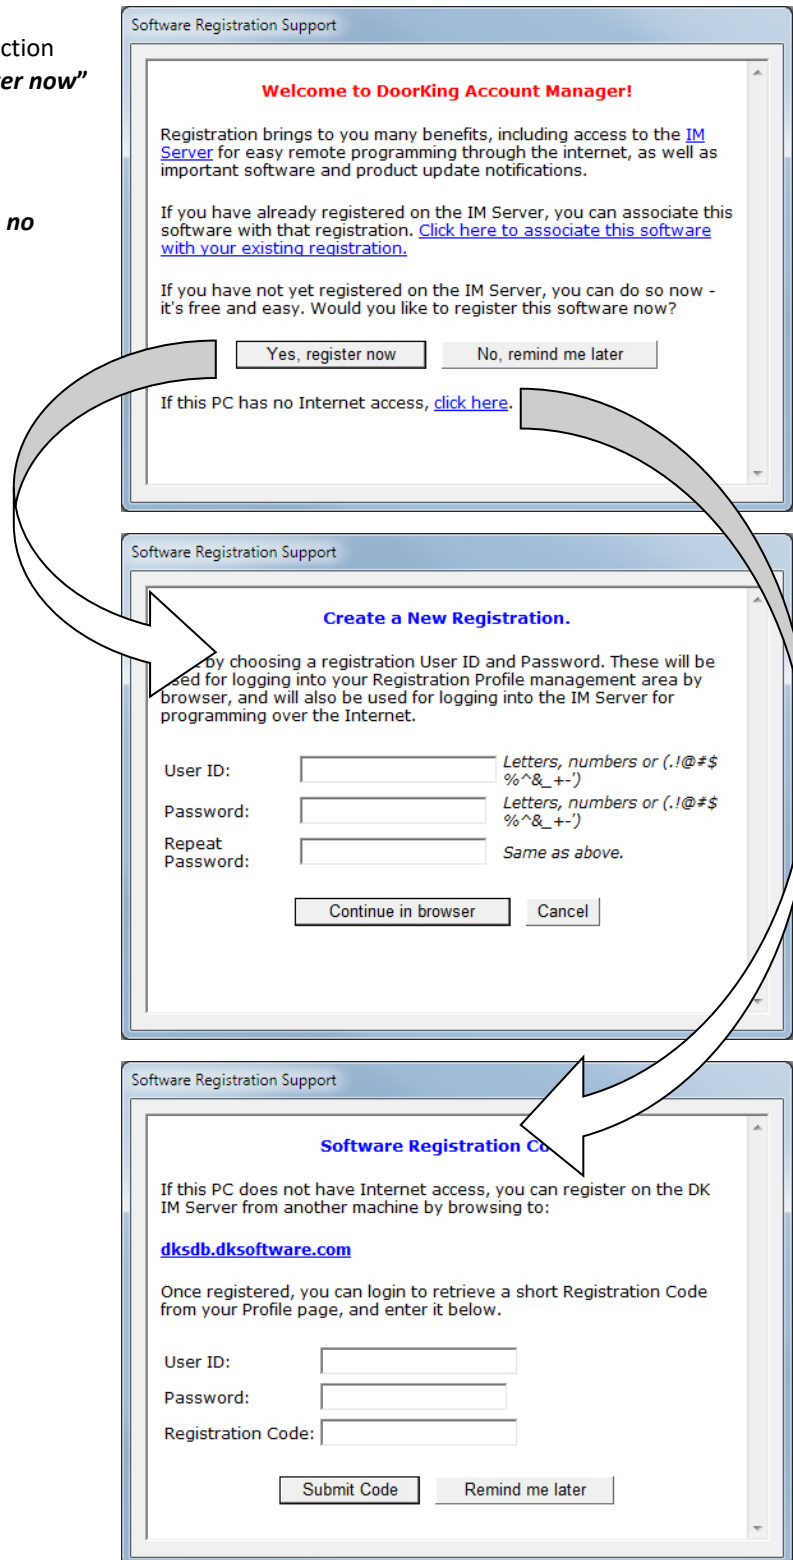 ction
er now”
no
Software Registration Support
Welcome to DoorKing Account Manager!
Registration brings to you many benefits, including access to the IM
Server for easy remote programming through the internet, as well as
important software and product update notifications.
If you have already registered on the IM Server, you can associate this
software with that registration. Click here to associate this software
with your existing registration.
If you have not yet registered on the IM Server, you can do so now -
it's free and easy. Would you like to register this software now?
Yes, register now No, remind me later
If this PC has no Internet access, click here.
Software Registration Support
Create a New Registration.
by choosing a registration User ID and Password. These will be
used for logging into your Registration Profile management area by
browser, and will also be used for logging into the IM Server for
programming over the Internet.
User ID: Letters, numbers or (.!@#$
%^&_+-')
Password: Letters, numbers or (.!@#$
%^&_+-')
Repeat
Password: Same as above.
Continue in browser Cancel
Software Registration Support
Software Registration Co
If this PC does not have Internet access, you can register on the DK
IM Server from another machine by browsing to:
dksdb.dksoftware.com
Once registered, you can login to retrieve a short Registration Code
from your Profile page, and enter it below.
User ID:
Password:
Registration Code:
Submit Code Remind me later